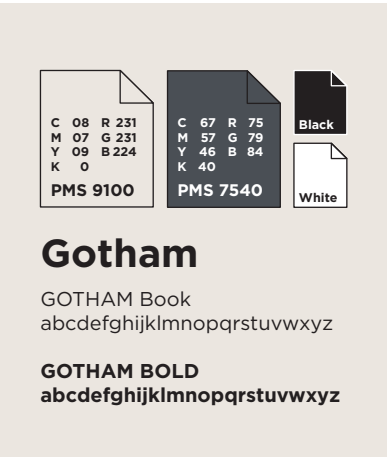 C 08 R 231
M 07 G 231
Y 09 B 224
K 0
PMS 9100
C 67 R 75
M 57 G 79
Y 46 B 84
K 40
PMS 7540
Black
White
Gotham
GOTHAM Book
abcdefghijklmnopqrstuvwxyz
GOTHAM BOLD
abcdefghijklmnopqrstuvwxyz